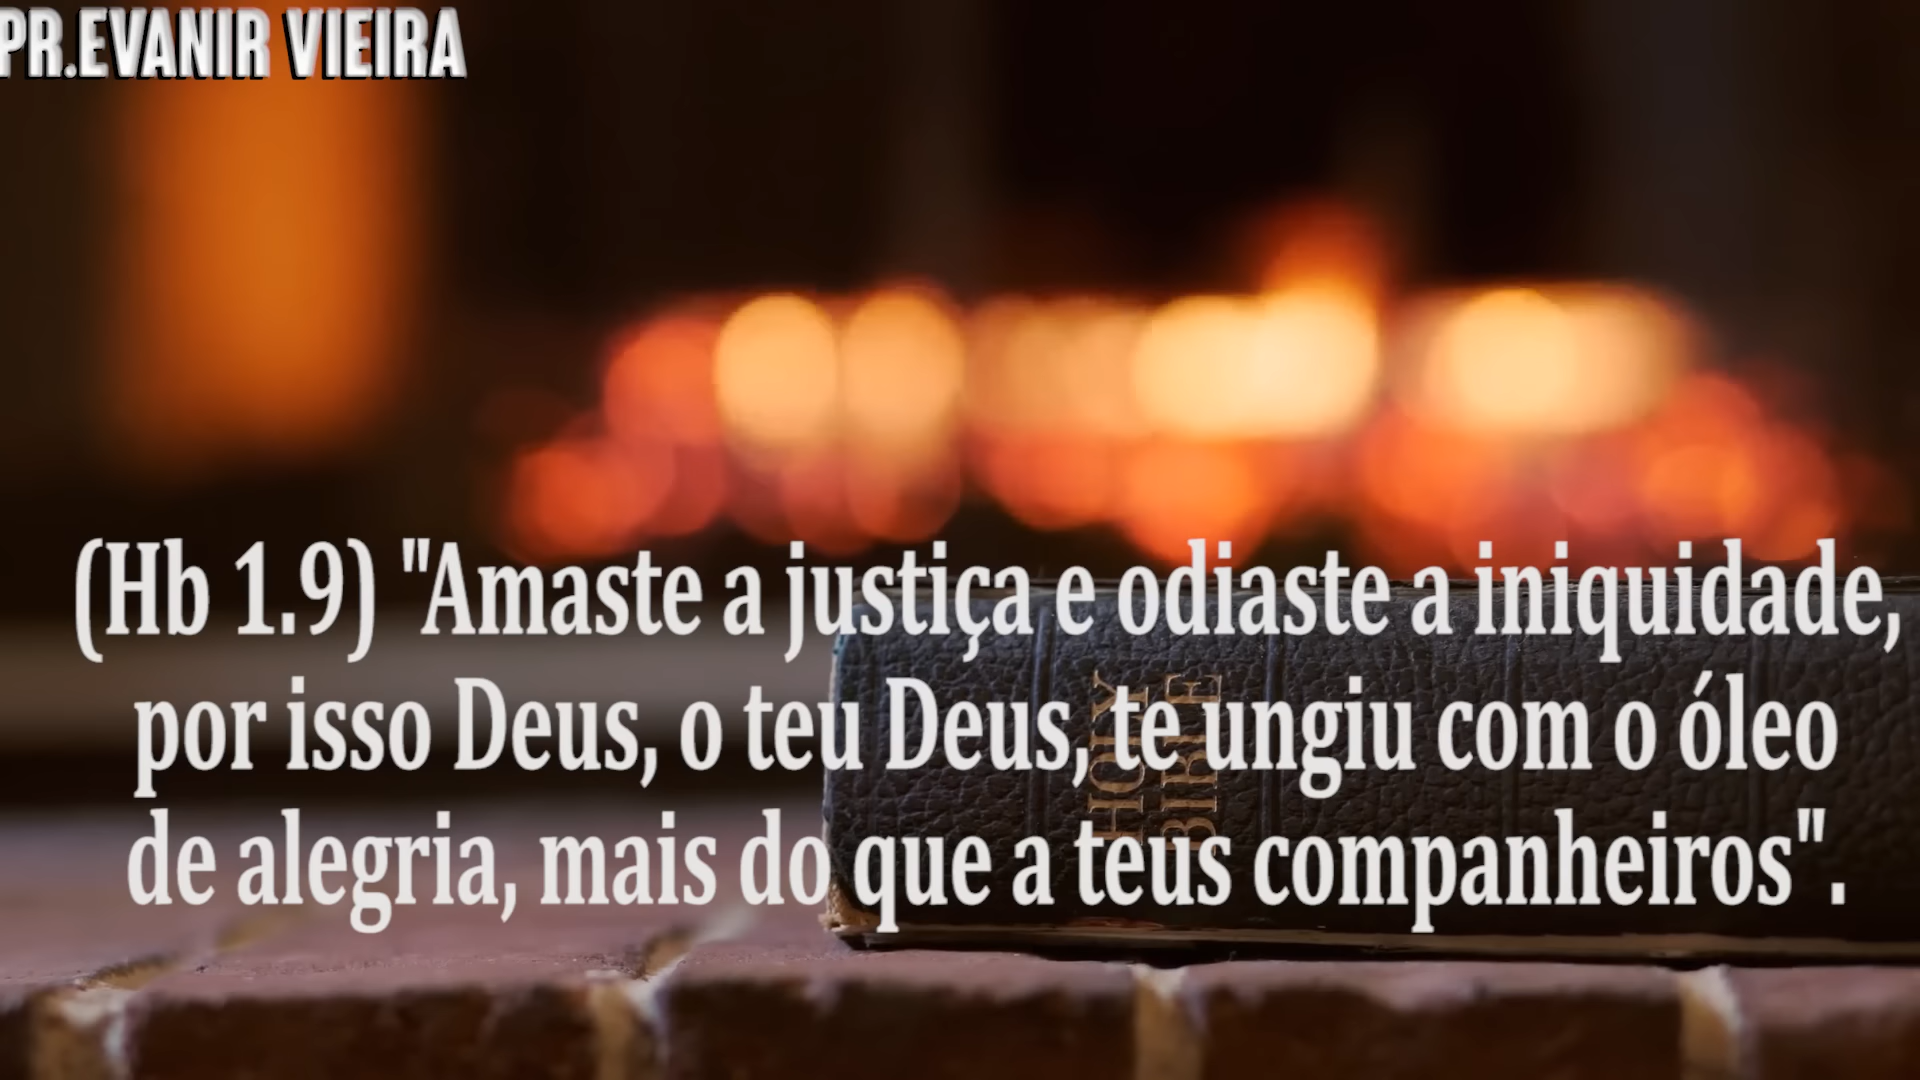 PR.EVANIR VIEIRA
(Hb 1.9) "Amaste a justiça e odiaste a iniquidade,
por isso Deus, o teu Deus, te ungiu com o óleo
de alegria, mais do que a teus companheiros".
HOLY
BIBLE